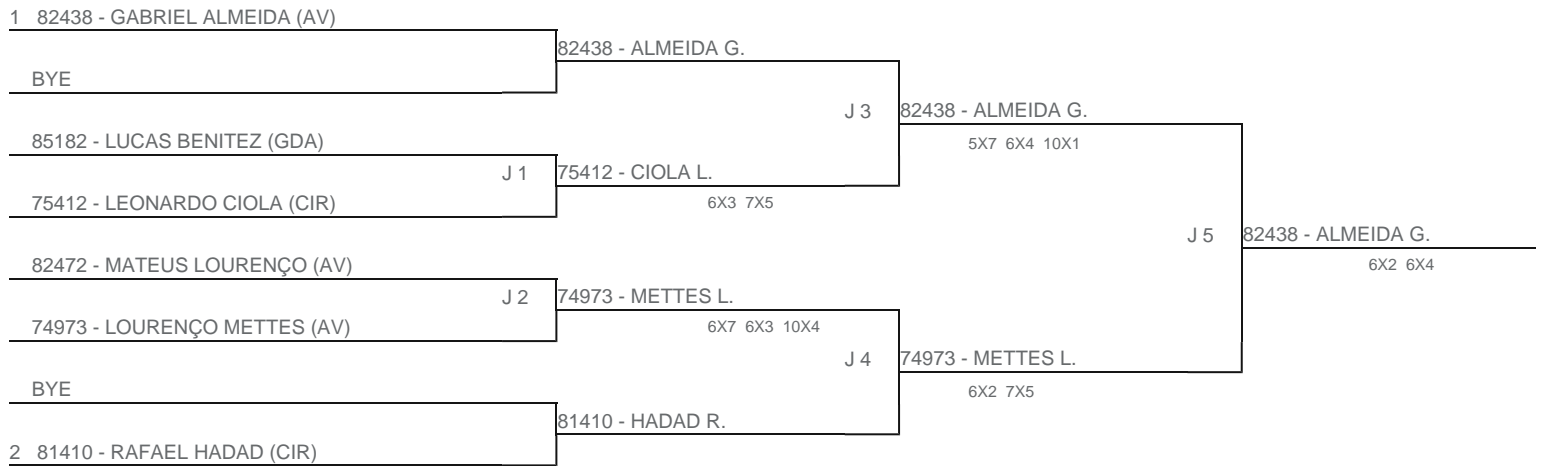 1 82438 - GABRIEL ALMEIDA (AV)
82438 - ALMEIDA G.
BYE
J 3 82438 - ALMEIDA G.
85182 - LUCAS BENITEZ (GDA)
5X7 6X4 10X1
J 1 75412 - CIOLA L.
75412 - LEONARDO CIOLA (CIR)
6X3 7X5
J 5 82438 - ALMEIDA G.
82472 - MATEUS LOURENÇO (AV)
6X2 6X4
J 2 74973 - METTES L.
74973 - LOURENÇO METTES (AV)
6X7 6X3 10X4
J 4 74973 - METTES L.
BYE
6X2 7X5
81410 - HADAD R.
2 81410 - RAFAEL HADAD (CIR)